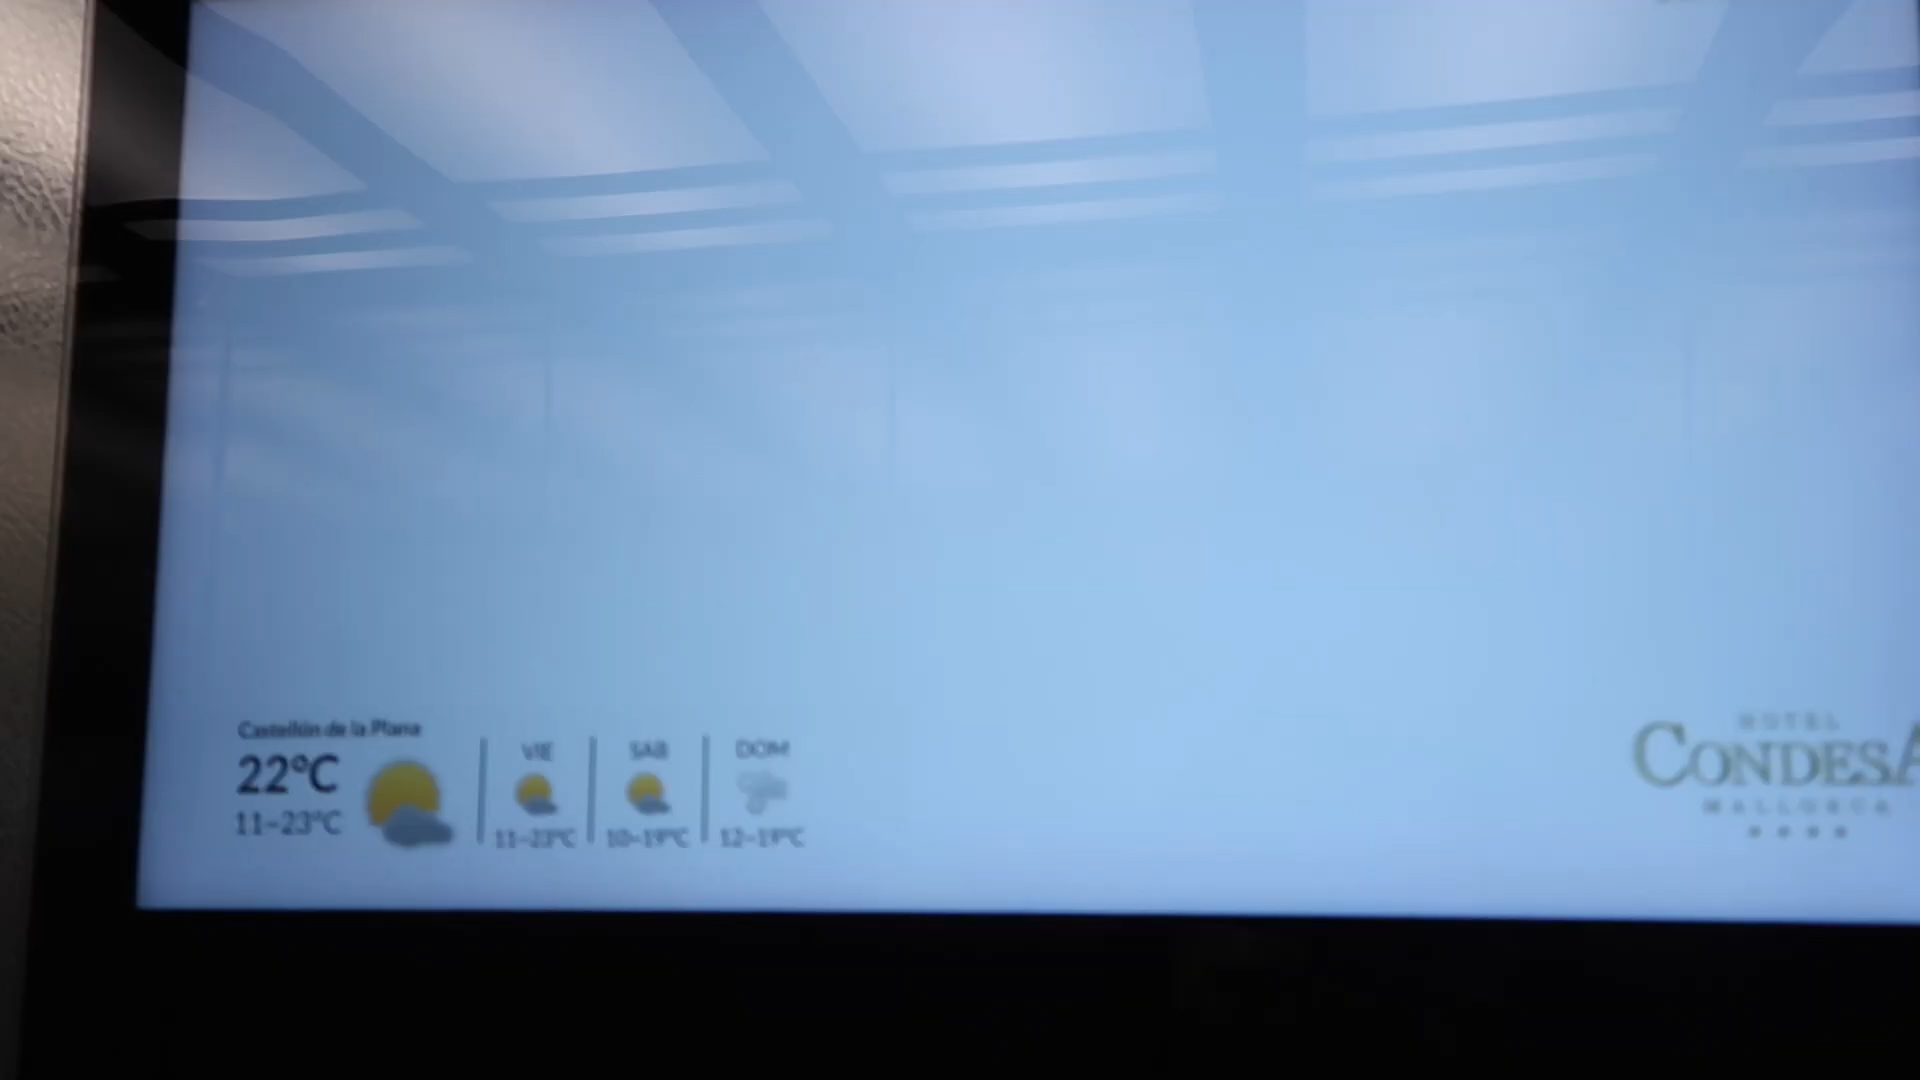 Castellón de la Plana
22°C
11-23°C
VIE
11-23°C
SAB
10-19°C
DOM
12-19°C
HOTEL
CONDESA
MALLORCA